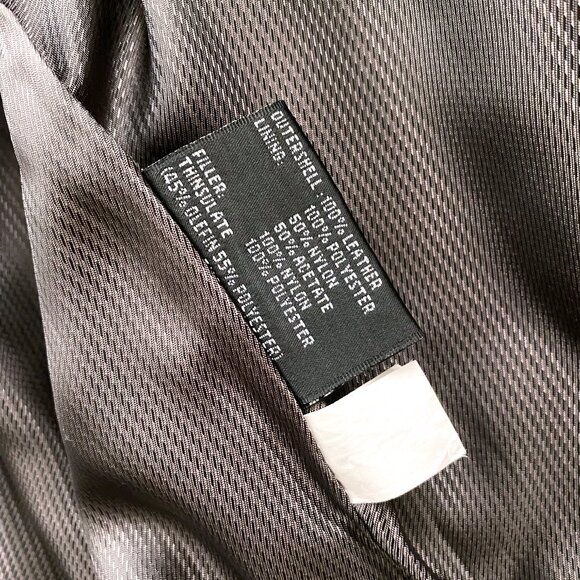 OUTERSHELL : 100% LEATHER
LINING: 100% POLYESTER
50% NYLON
50% ACETATE
100% NYLON
FILLER: 100% POLYESTER
THINSULATE
(45% OLEFIN 55% POLYESTER)